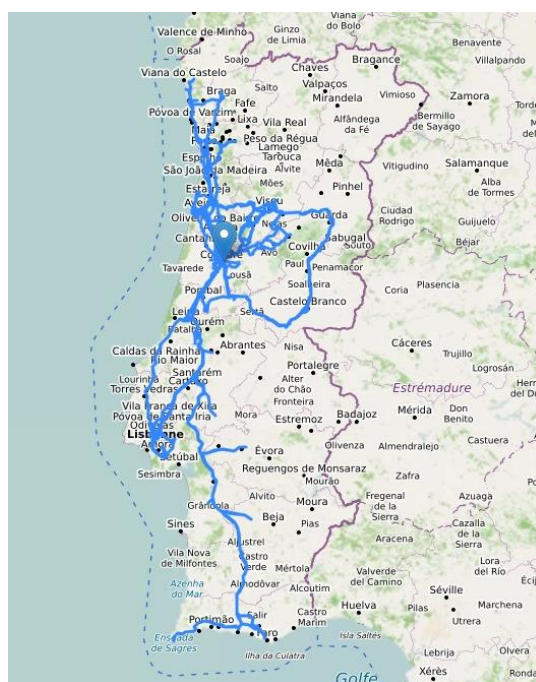 Viana
do Bolo
Valence de Minho
Ginzo
de Limia
Benavente
O Rosal
Soajo
Bragance
Villalpando
Viana do Castelo
Salto
Chaves
Valpaços
Braga
Mirandela
Vimioso
Zamora
Fafe
Póvoa de Varzim
Lixa
Vila Real
Alfândega
da Fé
Bermillo
de Sayago
Maia
Peso da Régua
Lamego
Tarouca
Alvite
Vitigudino
Salamanque
São João da Madeira
Mêda
Alba
de Tormes
Estarreja
Mões
Pinhel
Viseu
Ciudad
Rodrigo
Guijuelo
Guarda
Nelas
Sabugal
Béjar
Souto
Covilhã
Avo
Paul
Penamacor
Tavarede
Lousã
Soalheira
Coria
Plasencia
Pombal
Castelo Branco
Leiria
Sertã
Ourém
Batalha
Nisa
Cáceres
Caldas da Rainha
Abrantes
Trujillo
Rio Maior
Portalegre
Logrosán
Lourinhã
Santarém
Alter
do Chão
Estrémadure
Torres Vedras
Cartaxo
Fronteira
Vila Franca de Xira
Mora
Badajoz
Mérida
Don
Benito
Póvoa de Santa Iria
Estremoz
Odivelas
Lisbonne
Olivenza
Almendralejo
Castuera
Amora
Évora
Setúbal
Reguengos de Monsaraz
Zafra
Sesimbra
Mourão
Alvito
Fregenal
de la
Sierra
Azuaga
Grândola
Moura
Sines
Beja
Pias
Aracena
Cazalla
de la
Sierra
Aljustrel
Vila Nova
de Milfontes
Castro
Verde
Mértola
Valverde
del Camino
Lora
del Río
Azenha
do Mar
Almodôvar
Alcoutim
Séville
Huelva
Pilas
Marchena
Portimão
Salir
Castro
Marim
Utrera
Enseada
de Sagres
Faro
Isla Saltés
Ilha da Culatra
Lebrija
Golfe
Xérès